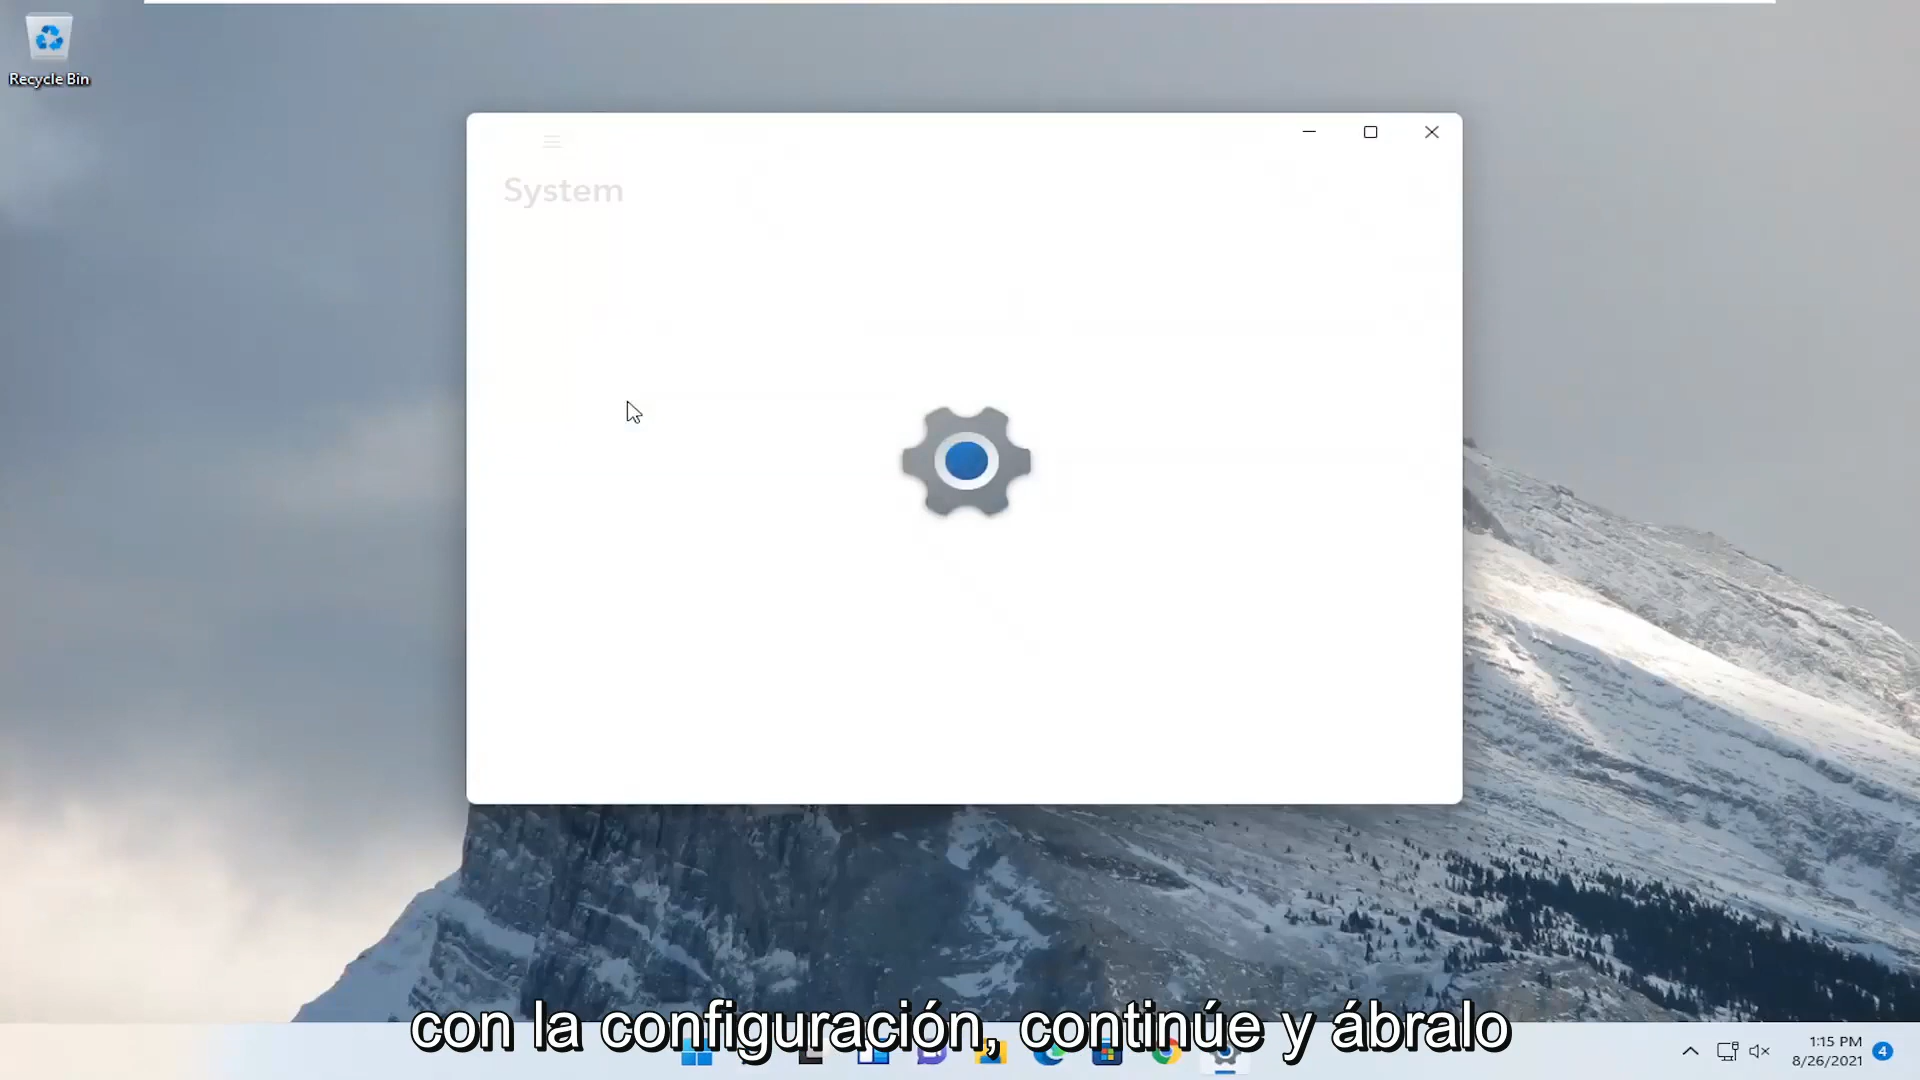 Recycle Bin
System
con la configuración, continúe y ábralo
1:15 PM
8/26/2021
4